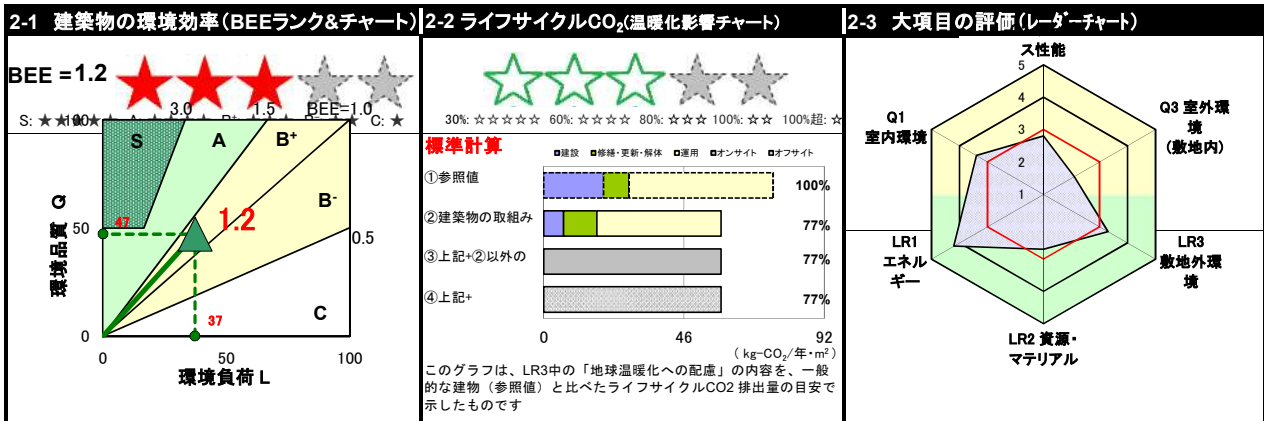 2-1 建築物の環境効率(BEEランク&チャート)
BEE = 1.2
S: ★★★★★
C: ★
3.0
1.5
BEE=1.0
100
S
A
B+
B-
C
0.5
50
0
47
1.2
37
0
50
100
環境品質 Q
環境負荷 L
2-2 ライフサイクルCO2(温暖化影響チャート)
30%: ☆☆☆☆☆ 60%: ☆☆☆☆ 80%: ☆☆☆ 100%: ☆☆ 100%超: ☆
標準計算
■建設 ■修繕・更新・解体 □運用 ■オンサイト ■オフサイト
①参照値
100%
②建築物の取組み
77%
③上記+②以外の
77%
④上記+
77%
0
46
92
( kg-CO2/年・m2 )
このグラフは、LR3中の「地球温暖化への配慮」の内容を、一般
的な建物(参照値)と比べたライフサイクルCO2 排出量の目安で
示したものです
2-3 大項目の評価(レーダーチャート)
ス性能
Q1
室内環境
Q3 室外環
境
(敷地内)
5
4
3
2
1
LR1
エネル
ギー
LR3
敷地外環
境
LR2 資源・
マテリアル